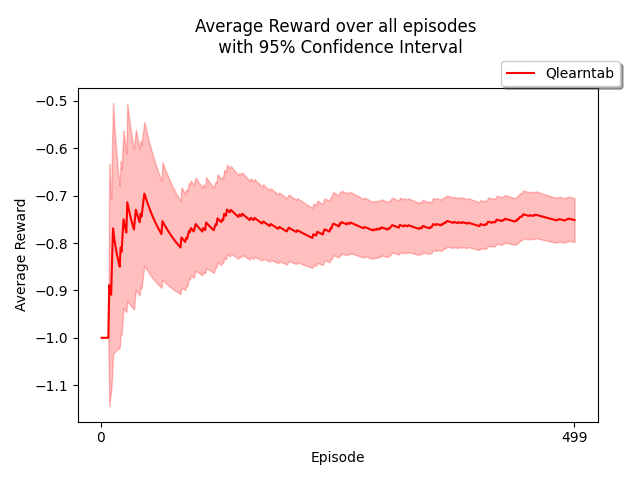 Average Reward over all episodes
with 95% Confidence Interval
Qlearntab
−0.5
−0.6
−0.7
−0.8
−0.9
−1.0
−1.1
Average Reward
0
499
Episode